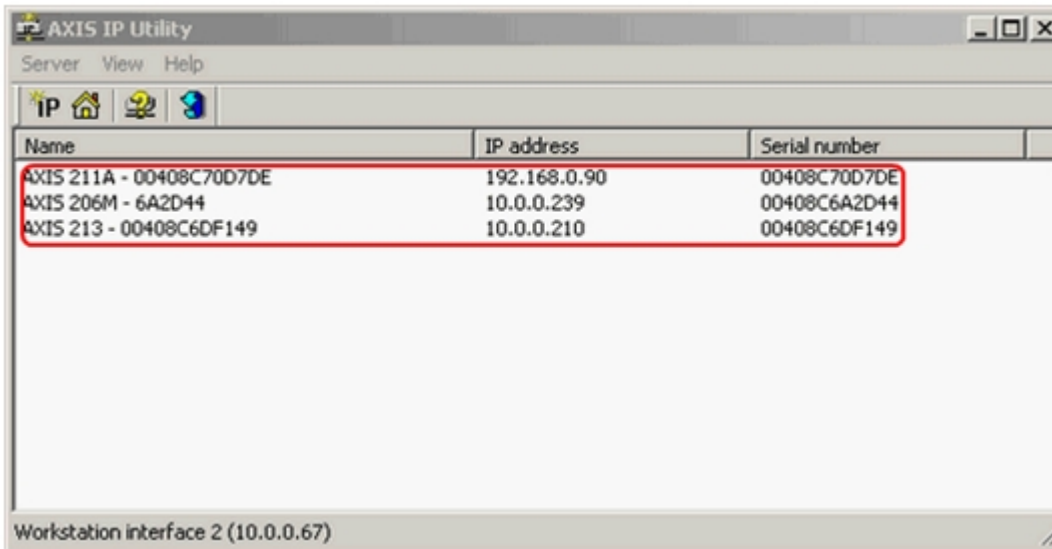 AXIS IP Utility
Server View Help
IP
Name IP address Serial number
AXIS 211A - 00408C70D7DE 192.168.0.90 00408C70D7DE
AXIS 206M - 6A2D44 10.0.0.239 00408C6A2D44
AXIS 213 - 00408C6DF149 10.0.0.210 00408C6DF149
Workstation interface 2 (10.0.0.67)